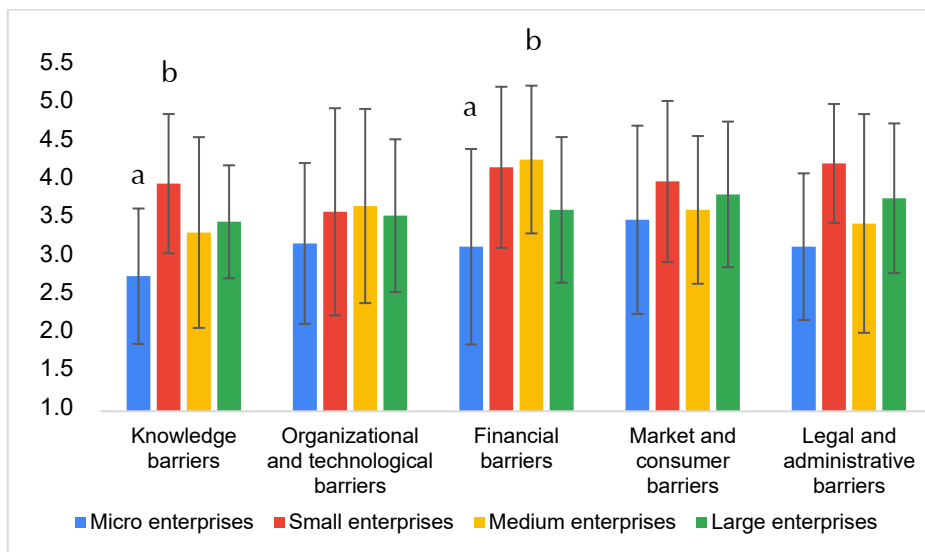 5.5
5.0
4.5
4.0
3.5
3.0
2.5
2.0
1.5
1.0
a
b
a
b
Knowledge
barriers
Organizational
and technological
barriers
Financial
barriers
Market and
consumer
barriers
Legal and
administrative
barriers
Micro enterprises Small enterprises Medium enterprises Large enterprises